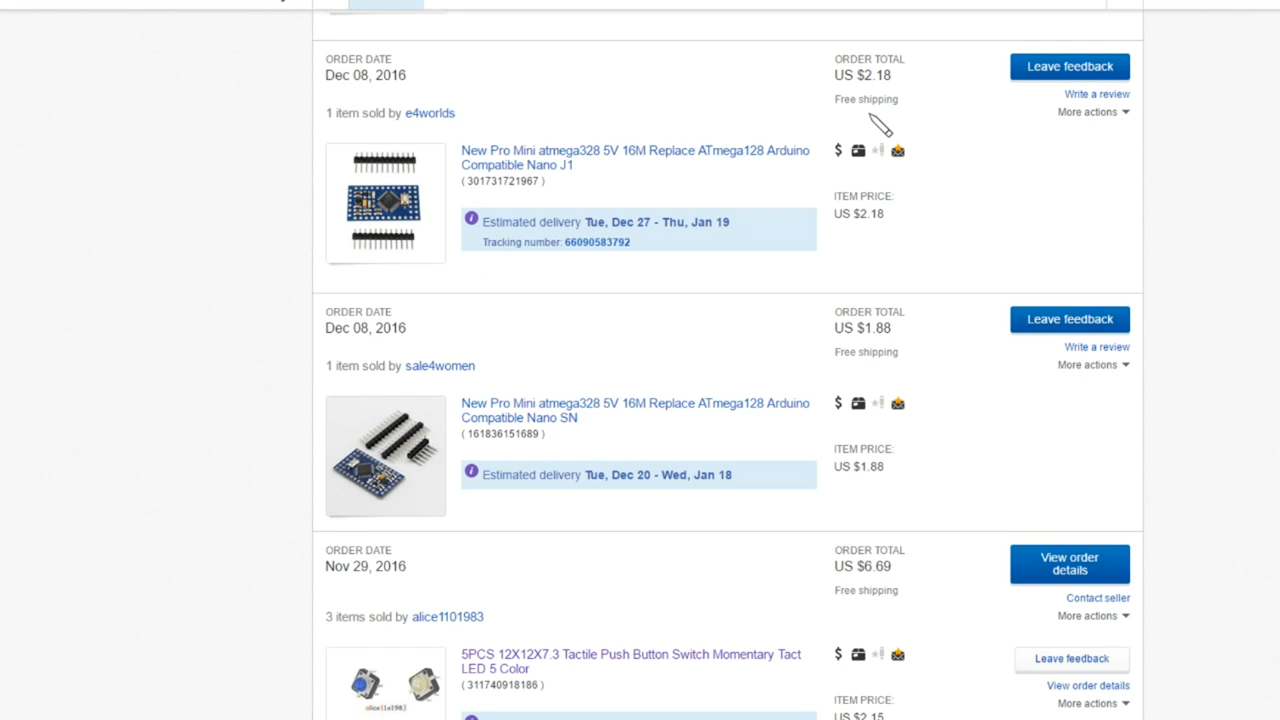 ORDER DATE
Dec 08, 2016
ORDER TOTAL
US $2.18
Free shipping
Leave feedback
Write a review
More actions
1 item sold by e4worlds
New Pro Mini atmega328 5V 16M Replace ATmega128 Arduino
Compatible Nano J1
( 301731721967 )
Estimated delivery Tue, Dec 27 - Thu, Jan 19
Tracking number: 66090583792
$
ITEM PRICE:
US $2.18
ORDER DATE
Dec 08, 2016
ORDER TOTAL
US $1.88
Free shipping
Leave feedback
Write a review
More actions
1 item sold by sale4women
New Pro Mini atmega328 5V 16M Replace ATmega128 Arduino
Compatible Nano SN
( 161836151689 )
Estimated delivery Tue, Dec 20 - Wed, Jan 18
$
ITEM PRICE:
US $1.88
ORDER DATE
Nov 29, 2016
ORDER TOTAL
US $6.69
Free shipping
View order
details
Contact seller
More actions
3 items sold by alice1101983
alice1101983
5PCS 12X12X7.3 Tactile Push Button Switch Momentary Tact
LED 5 Color
( 311740918186 )
$
ITEM PRICE:
US $2.15
Leave feedback
View order details
More actions